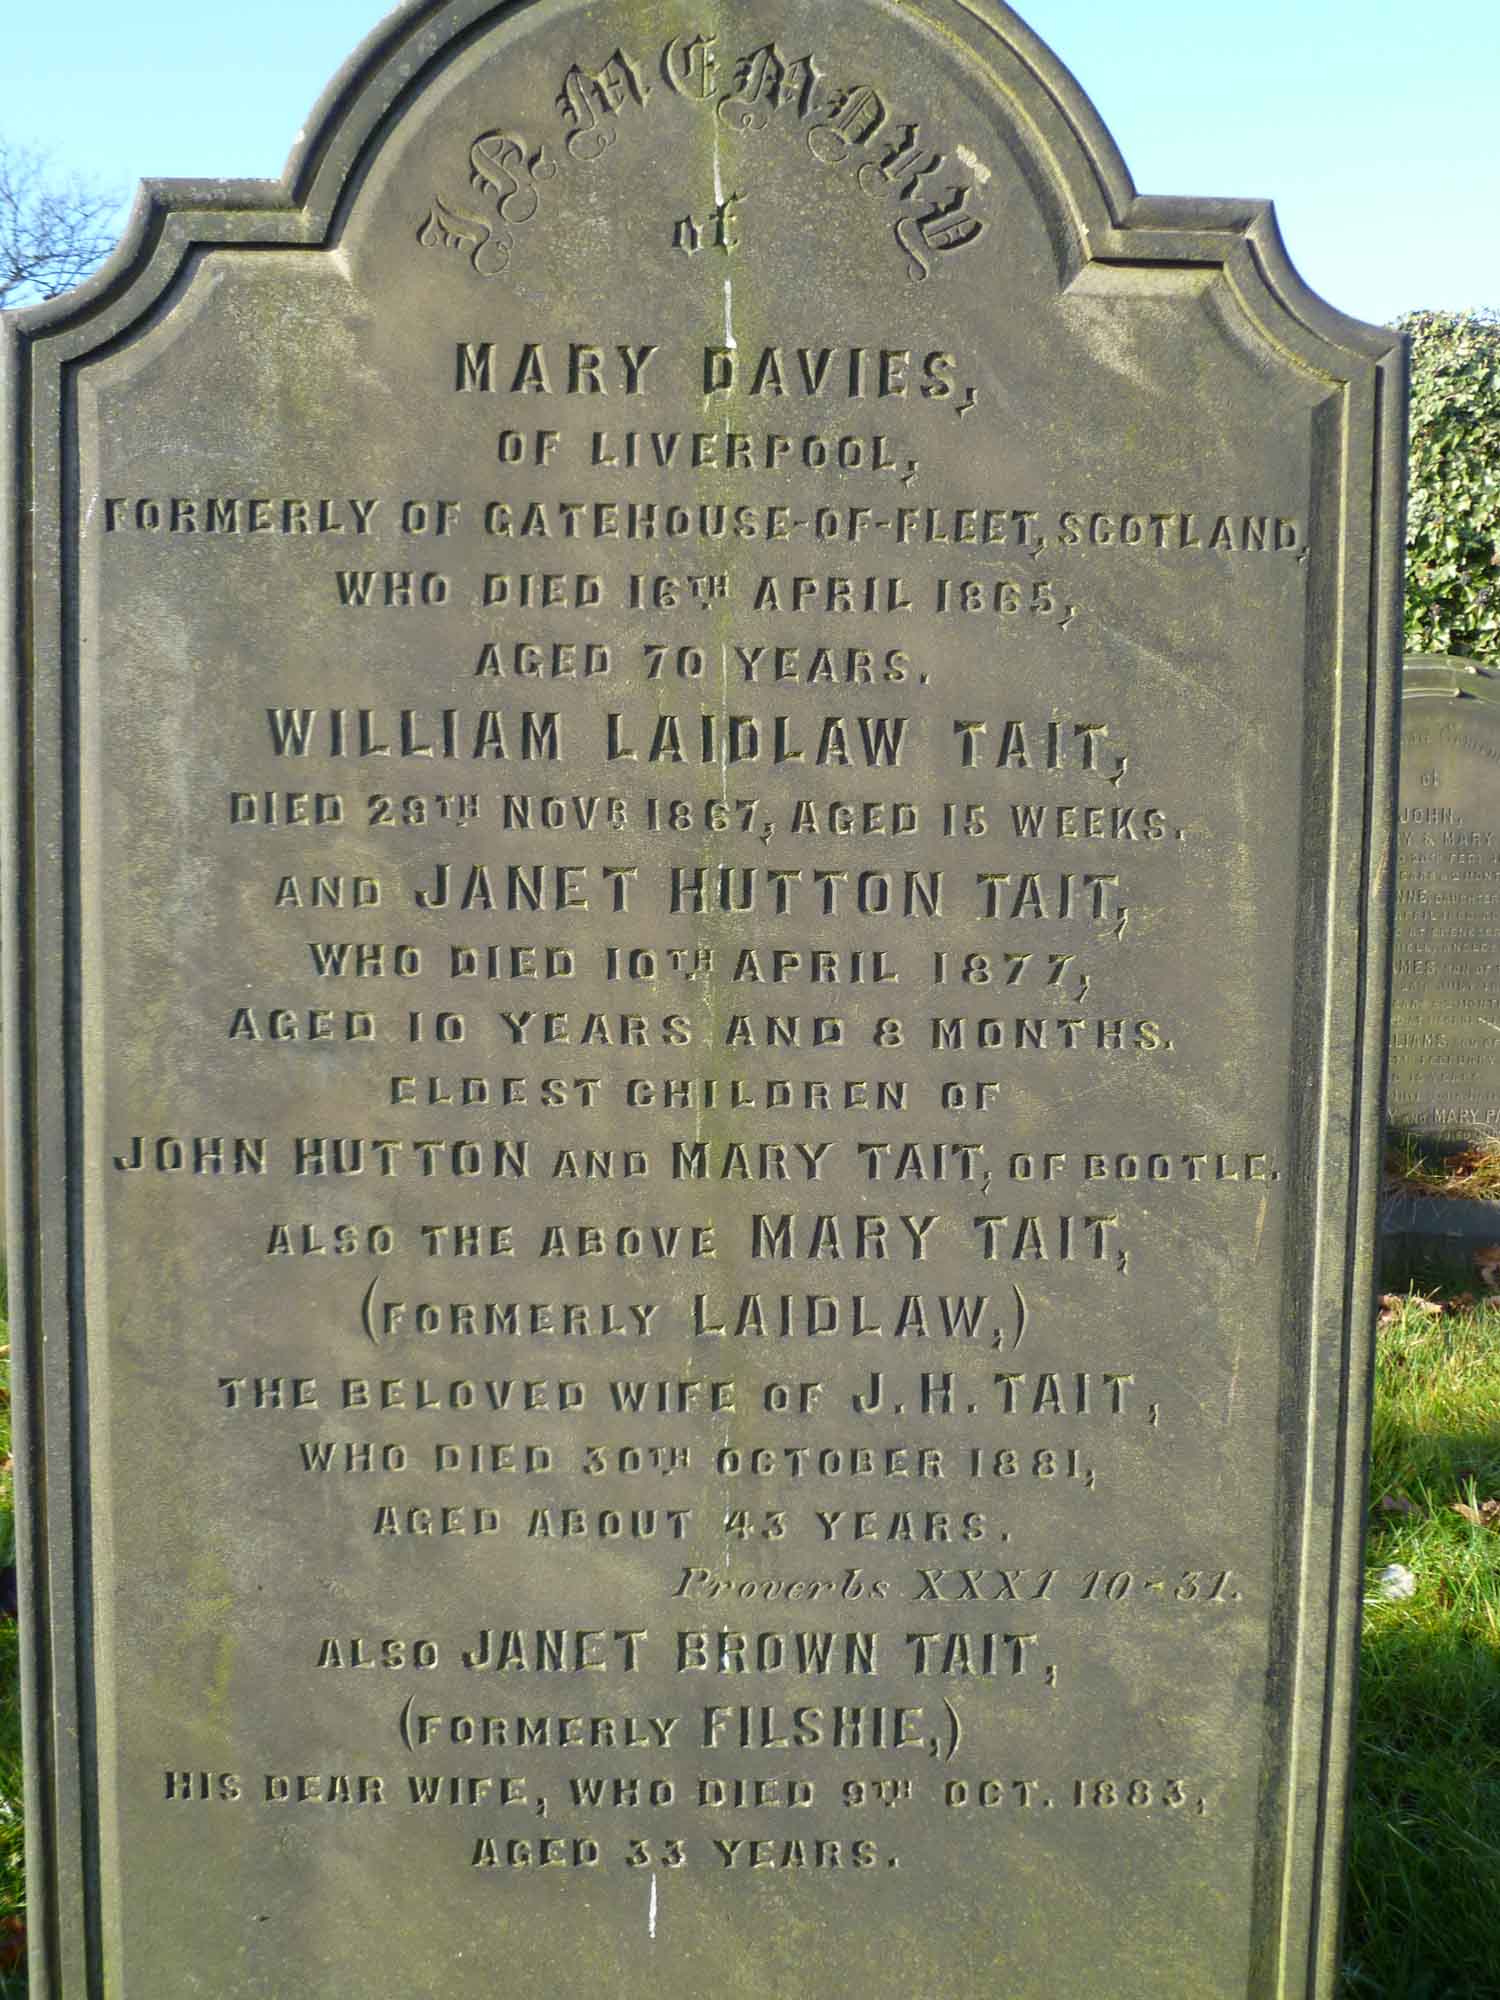 IN MEMORY
of
MARY DAVIES,
OF LIVERPOOL,
FORMERLY OF GATEHOUSE-OF-FLEET, SCOTLAND,
WHO DIED 16TH APRIL 1865,
AGED 70 YEARS.
WILLIAM LAIDLAW TAIT,
DIED 29TH NOVR 1867, AGED 15 WEEKS.
AND JANET HUTTON TAIT,
WHO DIED 10TH APRIL 1877,
AGED 10 YEARS AND 8 MONTHS.
ELDEST CHILDREN OF
JOHN HUTTON AND MARY TAIT, OF BOOTLE.
ALSO THE ABOVE MARY TAIT,
(FORMERLY LAIDLAW,)
THE BELOVED WIFE OF J. H. TAIT,
WHO DIED 30TH OCTOBER 1881,
AGED ABOUT 43 YEARS.
Proverbs XXXI 10-31.
ALSO JANET BROWN TAIT,
(FORMERLY FILSHIE,)
HIS DEAR WIFE, WHO DIED 9TH OCT. 1883,
AGED 33 YEARS.
of
JOHN,
Y & MARY